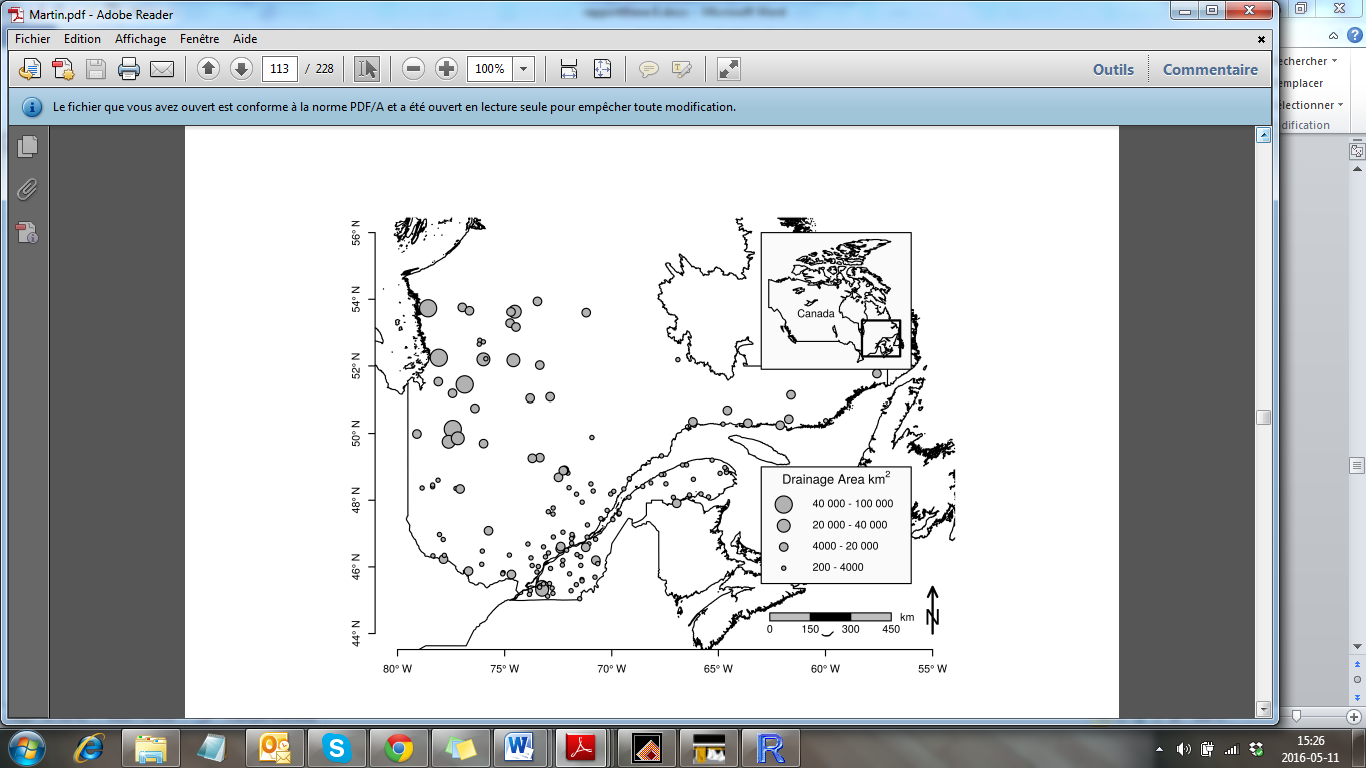 Martin.pdf - Adobe Reader
Fichier Edition Affichage Fenêtre Aide
113 / 228 100% Outils Commentaire
Le fichier que vous avez ouvert est conforme à la norme PDF/A et a été ouvert en lecture seule pour empêcher toute modification.
echercher
emplacer
électionner
dification
56° N
54° N
52° N
50° N
48° N
46° N
44° N
Canada
Drainage Area km2
40 000 - 100 000
20 000 - 40 000
4000 - 20 000
200 - 4000
km
0 150 300 450
N
80° W 75° W 70° W 65° W 60° W 55° W
15:26
2016-05-11